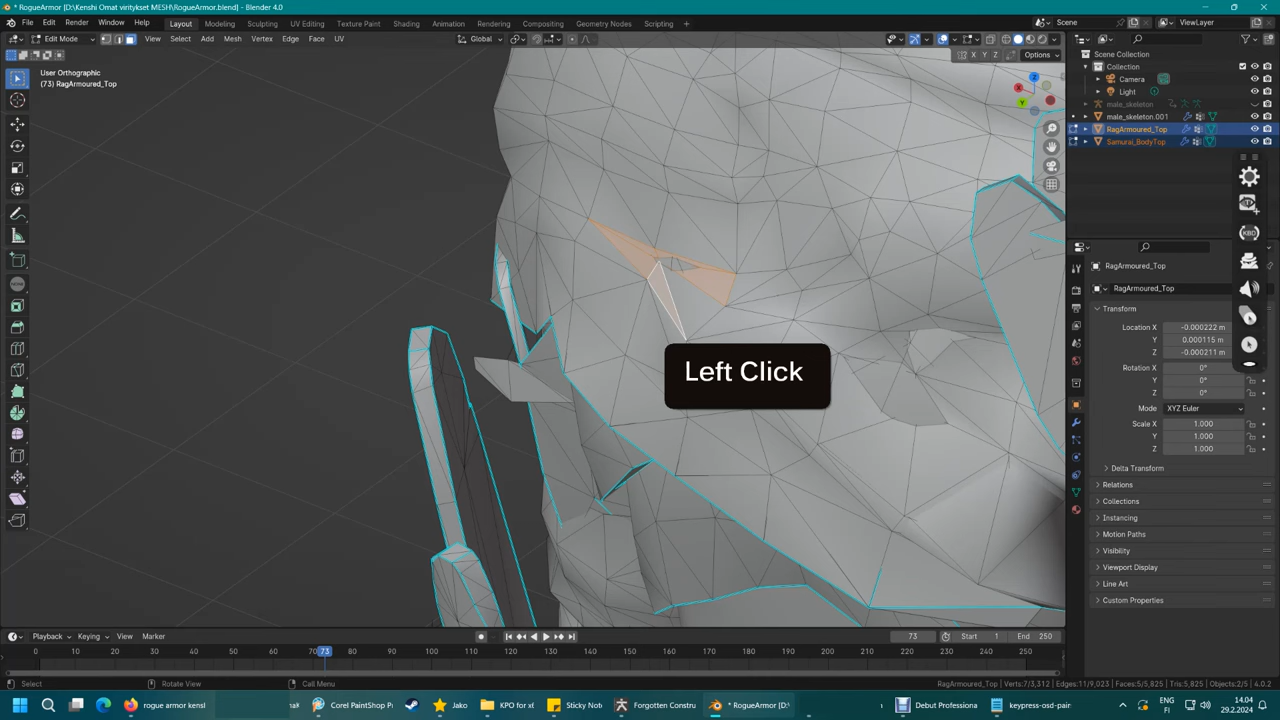 * RogueArmor [D:\Kenshi Omat viritykset MESH\RogueArmor.blend] - Blender 4.0
File Edit Render Window Help Layout Modeling Sculpting UV Editing Texture Paint Shading Animation Rendering Compositing Geometry Nodes Scripting + Scene ViewLayer
Edit Mode View Select Add Mesh Vertex Edge Face UV Global
X Y Z Options
User Orthographic
(73) RagArmoured_Top
Scene Collection
Collection
Camera
Light
male_skeleton
male_skeleton.001
RagArmoured_Top
Samurai_BodyTop
Z
X
Y
KBD
RagArmoured_Top
RagArmoured_Top
Transform
Location X -0.000222 m
Y 0.000115 m
Z -0.000211 m
Rotation X 0°
Y 0°
Z 0°
Mode XYZ Euler
Scale X 1.000
Y 1.000
Z 1.000
Delta Transform
Relations
Collections
Instancing
Motion Paths
Visibility
Viewport Display
Line Art
Custom Properties
Left Click
Playback Keying View Marker 73 Start 1 End 250
0 10 20 30 40 50 60 70 73 80 90 100 110 120 130 140 150 160 170 180 190 200 210 220 230 240 250
Select Rotate View Call Menu RagArmoured_Top | Verts:7/3,312 | Edges:11/9,023 | Faces:5/5,825 | Tris:5,825 | Objects:2/5 | 4.0.2
rogue armor kensl Corel PaintShop P Jako KPO for xt Sticky Note Forgotten Constru * RogueArmor [D:\ Debut Professiona keypress-osd-pair ENG FI 14.04 29.2.2024